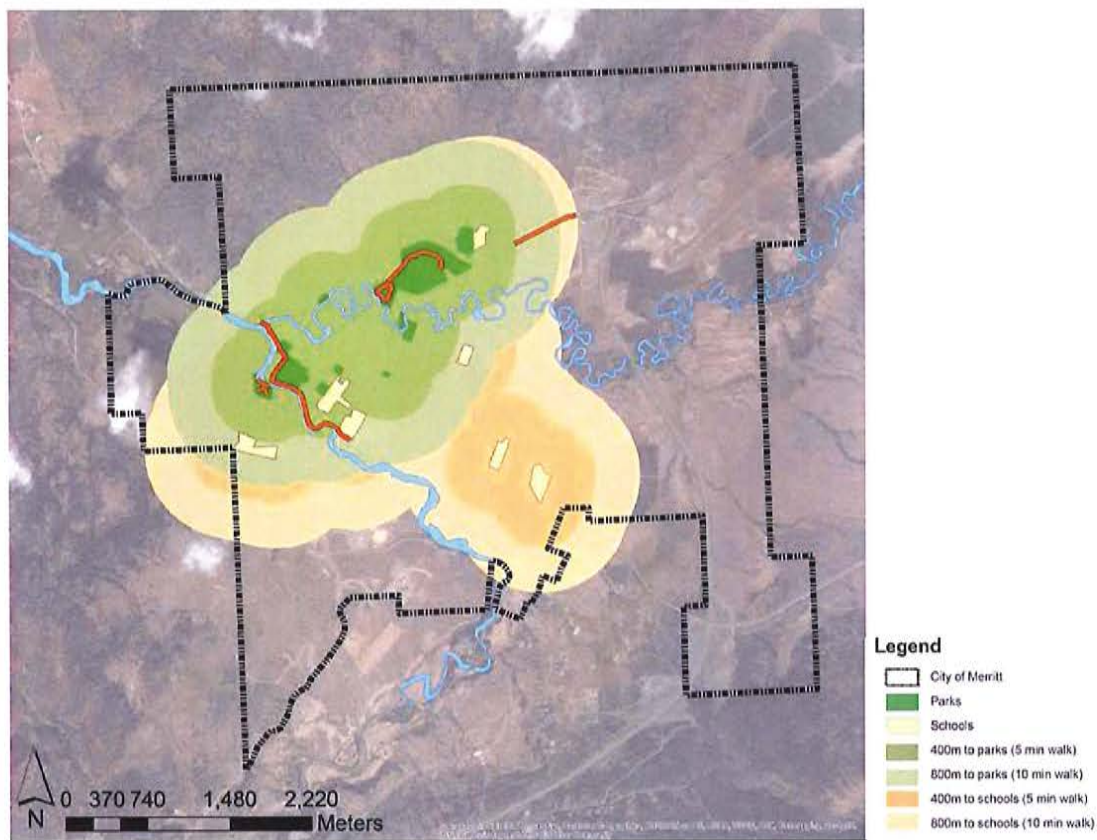 Legend
City of Merritt
Parks
Schools
400m to parks (5 min walk)
800m to parks (10 min walk)
400m to schools (5 min walk)
800m to schools (10 min walk)
N
0 370 740 1,480 2,220
Meters